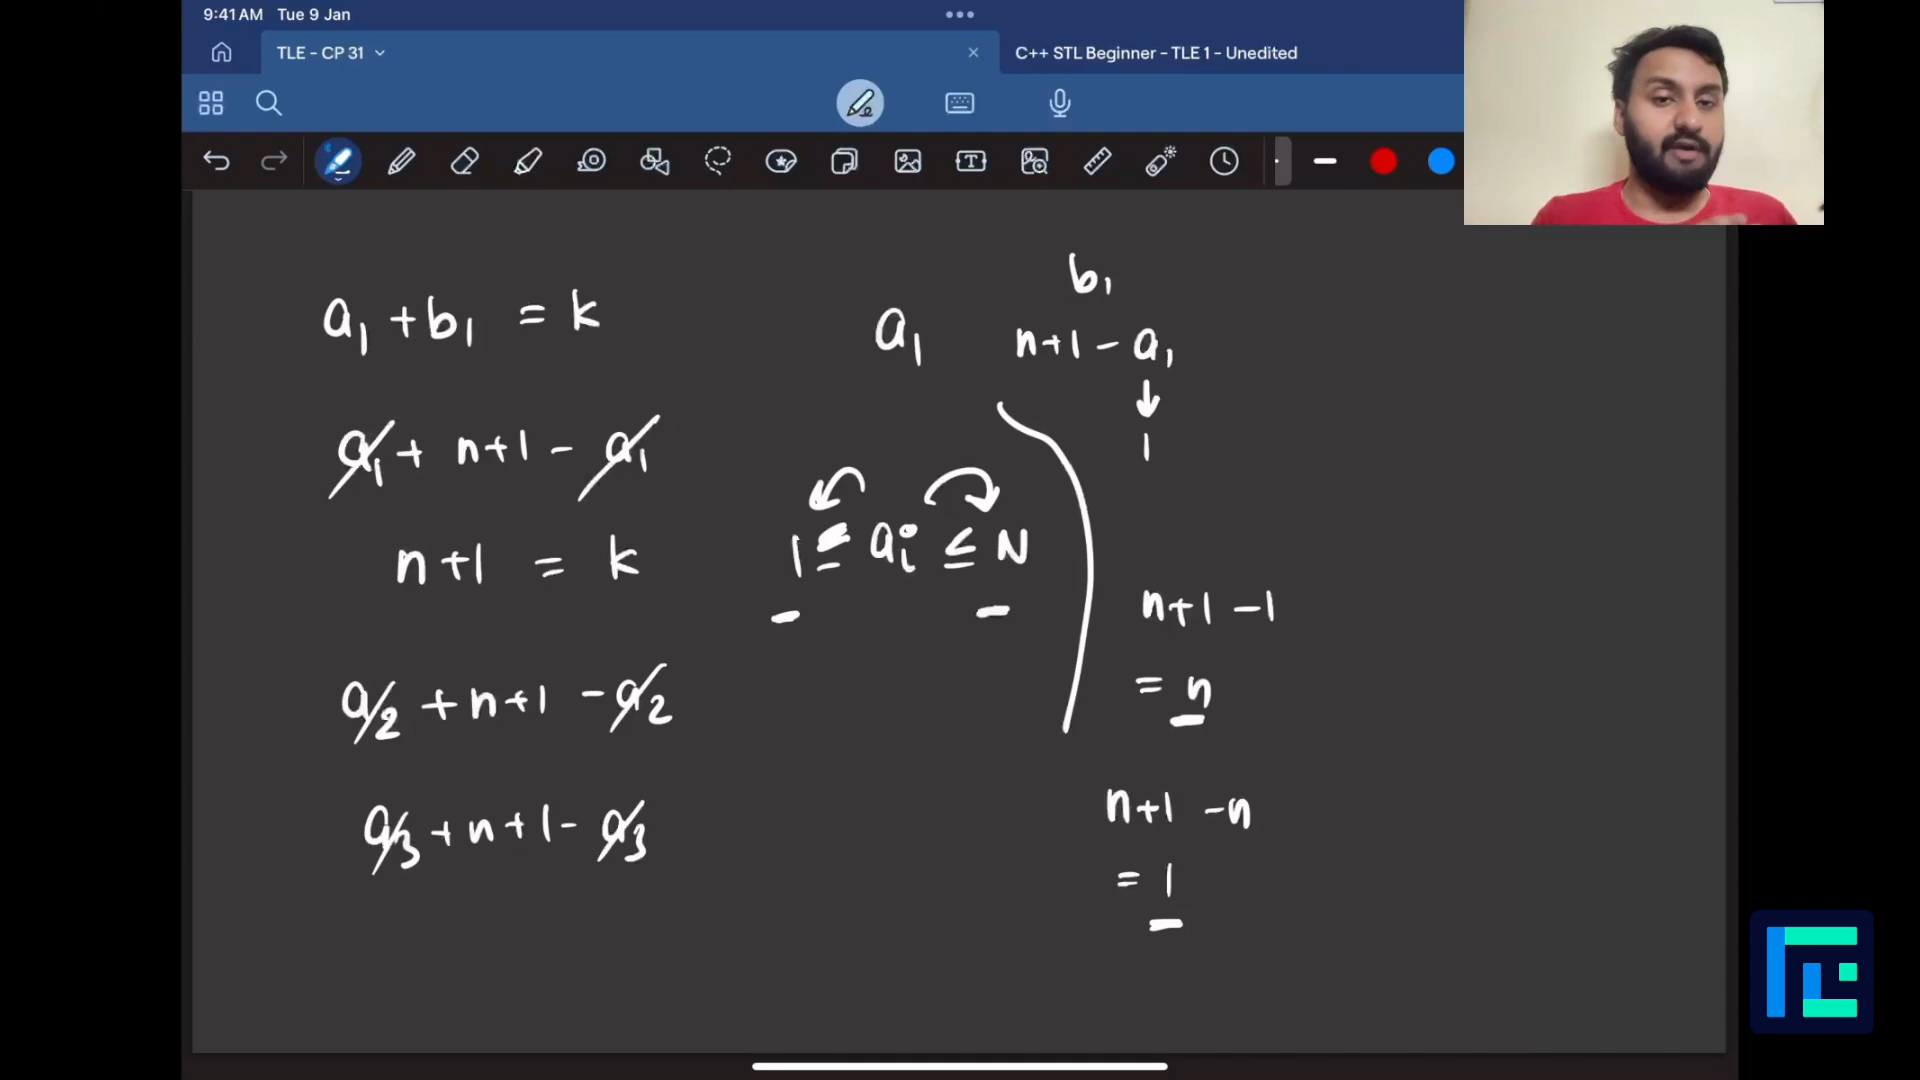 9:41 AM Tue 9 Jan
TLE - CP 31
C++ STL Beginner - TLE 1 - Unedited
a₁ + b₁ = k
a₁ + n+1 - a₁
n+1 = k
a₂ + n+1 - a₂
a₃ + n+1 - a₃
a₁
b₁
n+1 - a₁
↓
1
1 ≤ aᵢ ≤ N
n+1 - 1
= n
n+1 - n
= 1